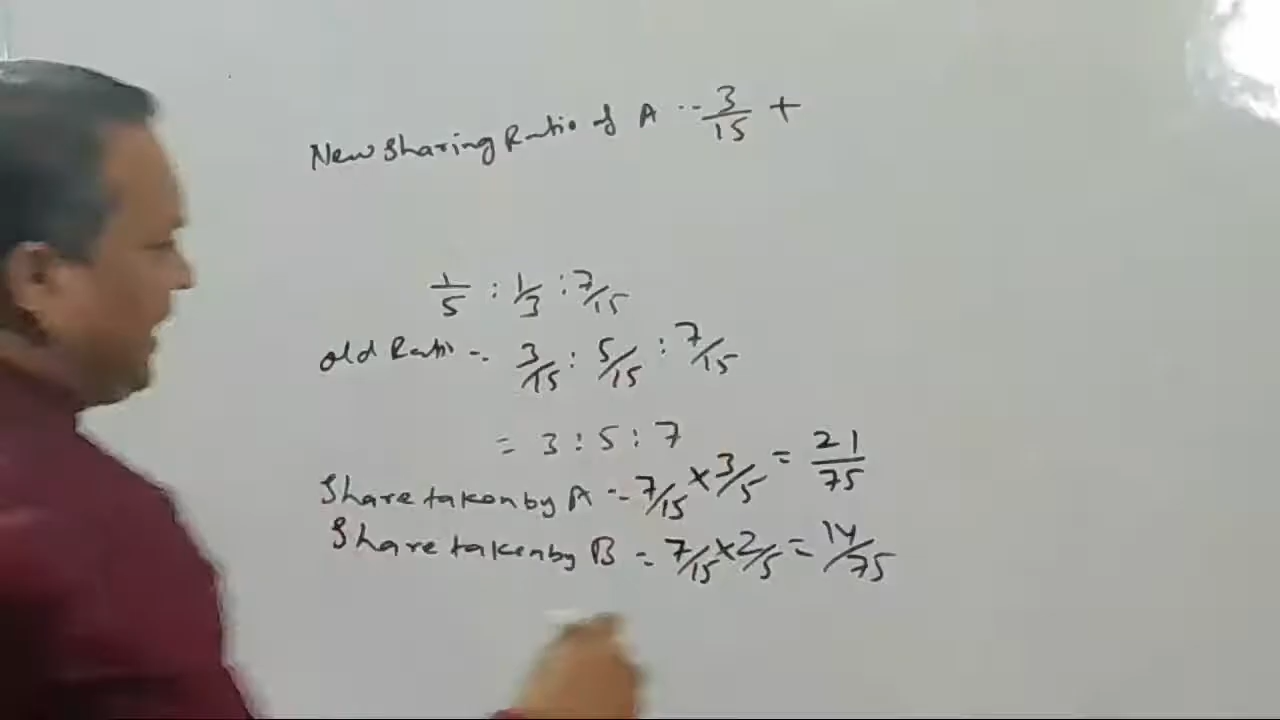 New Sharing Ratio of A -- 3/15 +
1/5 : 1/3 : 7/15
old Ratio -. 3/15 : 5/15 : 7/15
= 3 : 5 : 7
Share taken by A -- 7/15 × 3/5 = 21/75
Share taken by B = 7/15 × 2/5 = 14/75